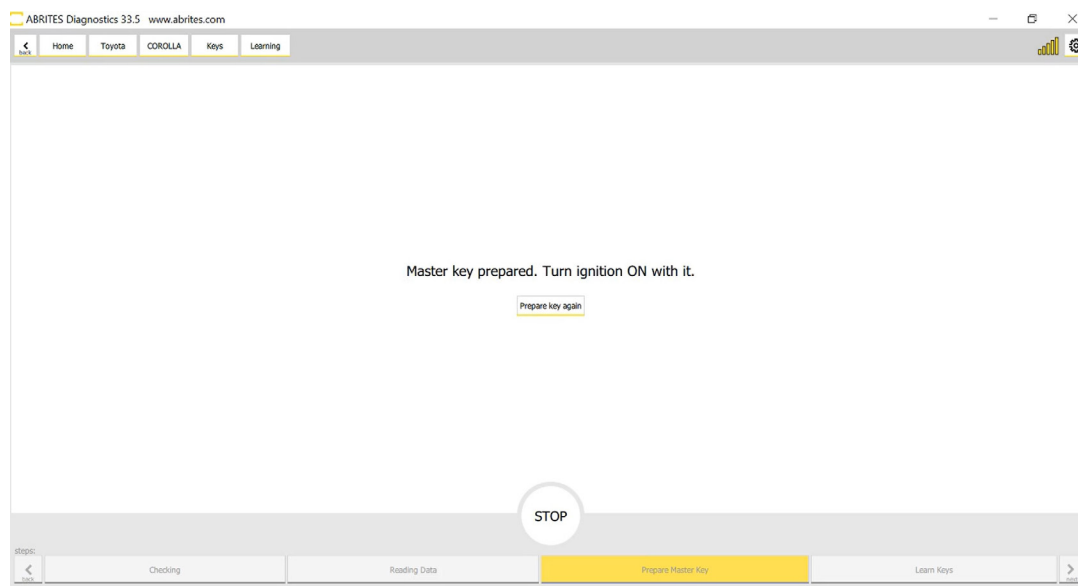 ABRITES Diagnostics 33.5 www.abrites.com
back Home Toyota COROLLA Keys Learning
Master key prepared. Turn ignition ON with it.
Prepare key again
STOP
steps:
back Checking Reading Data Prepare Master Key Learn Keys next